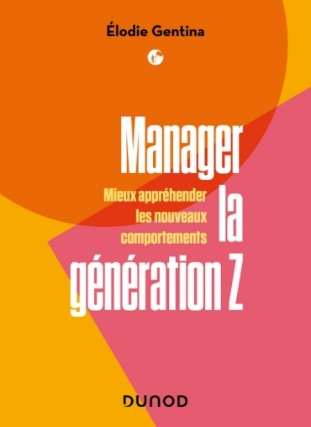 Élodie Gentina
Manager
Mieux appréhender
les nouveaux
comportements
la
génération Z
DUNOD